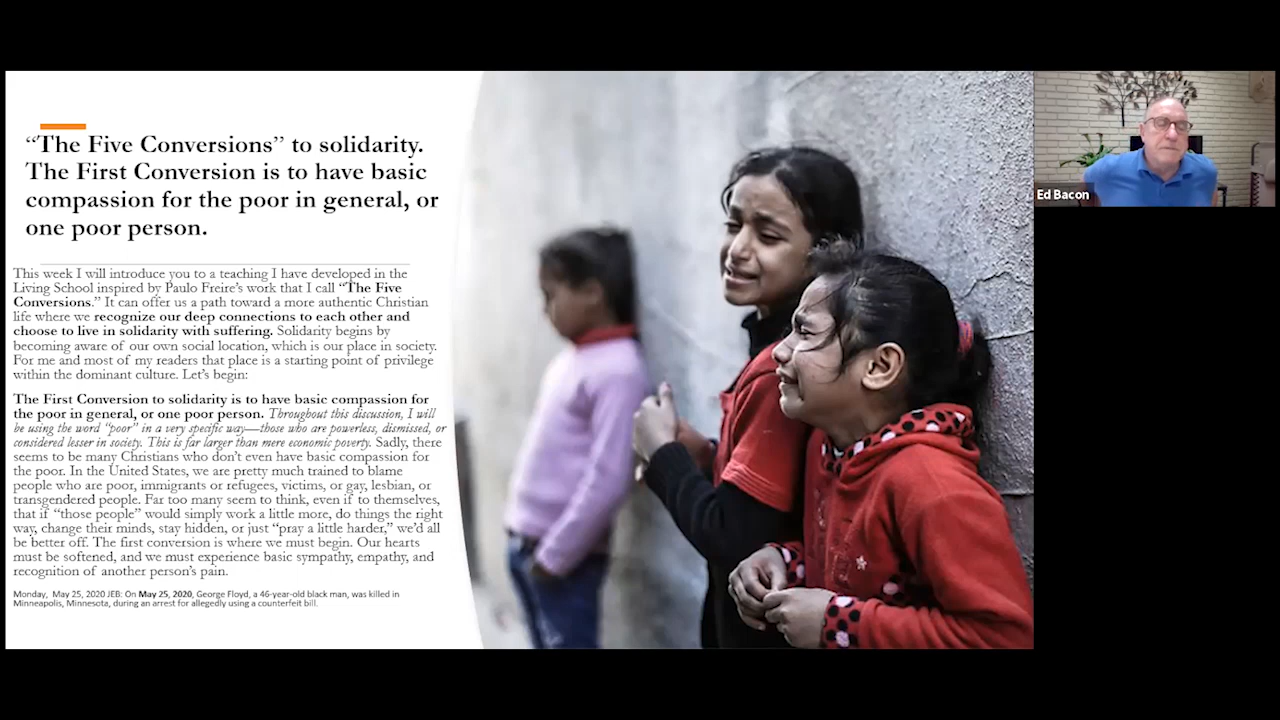 “The Five Conversions” to solidarity.
The First Conversion is to have basic
compassion for the poor in general, or
one poor person.
This week I will introduce you to a teaching I have developed in the
Living School inspired by Paulo Freire’s work that I call “The Five
Conversions.” It can offer us a path toward a more authentic Christian
life where we recognize our deep connections to each other and
choose to live in solidarity with suffering. Solidarity begins by
becoming aware of our own social location, which is our place in society.
For me and most of my readers that place is a starting point of privilege
within the dominant culture. Let’s begin:
The First Conversion to solidarity is to have basic compassion for
the poor in general, or one poor person. Throughout this discussion, I will
be using the word “poor” in a very specific way—those who are powerless, dismissed, or
considered lesser in society. This is far larger than mere economic poverty. Sadly, there
seems to be many Christians who don’t even have basic compassion for
the poor. In the United States, we are pretty much trained to blame
people who are poor, immigrants or refugees, victims, or gay, lesbian, or
transgendered people. Far too many seem to think, even if to themselves,
that if “those people” would simply work a little more, do things the right
way, change their minds, stay hidden, or just “pray a little harder,” we’d all
be better off. The first conversion is where we must begin. Our hearts
must be softened, and we must experience basic sympathy, empathy, and
recognition of another person’s pain.
Monday, May 25, 2020 JEB: On May 25, 2020, George Floyd, a 46-year-old black man, was killed in
Minneapolis, Minnesota, during an arrest for allegedly using a counterfeit bill.
Ed Bacon